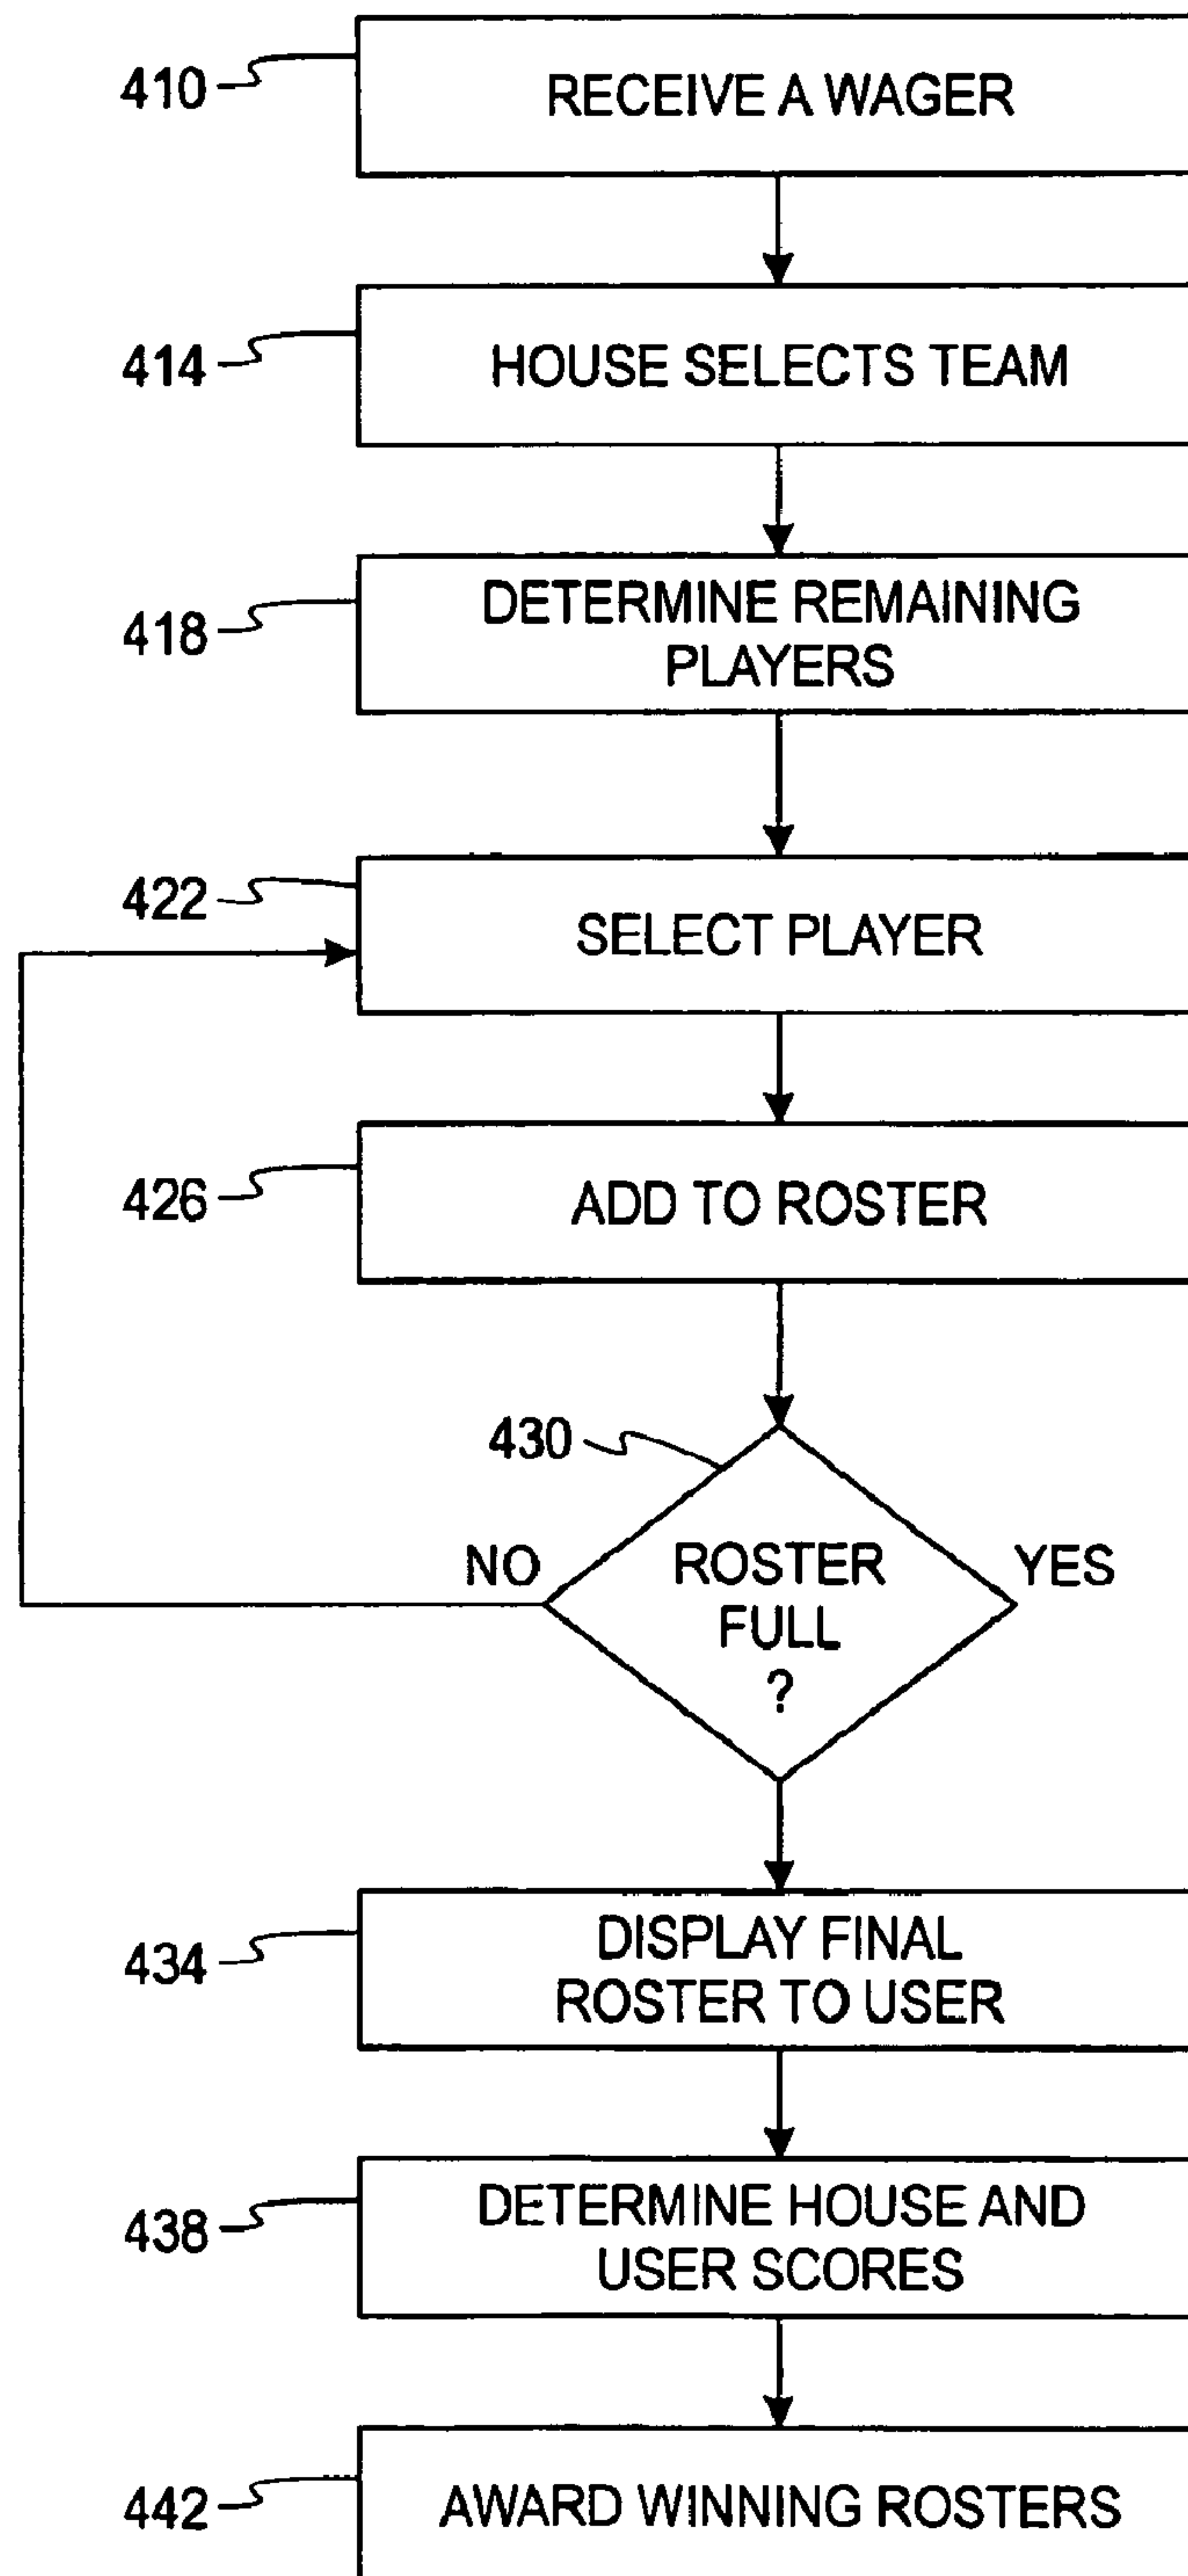 410
RECEIVE A WAGER
414
HOUSE SELECTS TEAM
418
DETERMINE REMAINING
PLAYERS
422
SELECT PLAYER
426
ADD TO ROSTER
430
NO
ROSTER
FULL
?
YES
434
DISPLAY FINAL
ROSTER TO USER
438
DETERMINE HOUSE AND
USER SCORES
442
AWARD WINNING ROSTERS